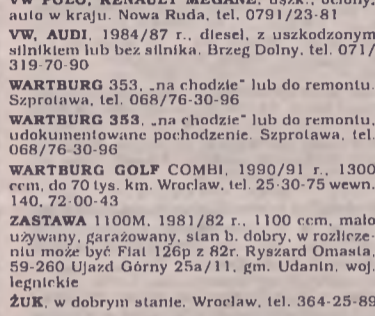 VW POLO, RENAULT MEGANE, uszk., oclony,
auto w kraju. Nowa Ruda, tel. 0791/23-81
VW, AUDI, 1984/87 r., diesel, z uszkodzonym
silnikiem lub bez silnika. Brzeg Dolny, tel. 071/
319-70-90
WARTBURG 353, „na chodzie" lub do remontu.
Szprotawa, tel. 068/76-30-96
WARTBURG 353, „na chodzie" lub do remontu,
udokumentowane pochodzenie. Szprotawa, tel.
068/76-30-96
WARTBURG GOLF COMBI, 1990/91 r., 1300
ccm, do 70 tys. km. Wrocław, tel. 25-30-75 wewn.
140, 72-00-43
ZASTAWA 1100M, 1981/82 r., 1100 ccm, mało
używany, garażowany, stan b. dobry, w rozlicze-
niu może być Fiat 126p z 82r. Ryszard Omasta,
59-260 Ujazd Górny 25a/11, gm. Udanin, woj.
legnickie
ŻUK, w dobrym stanie. Wrocław, tel. 364-25-89